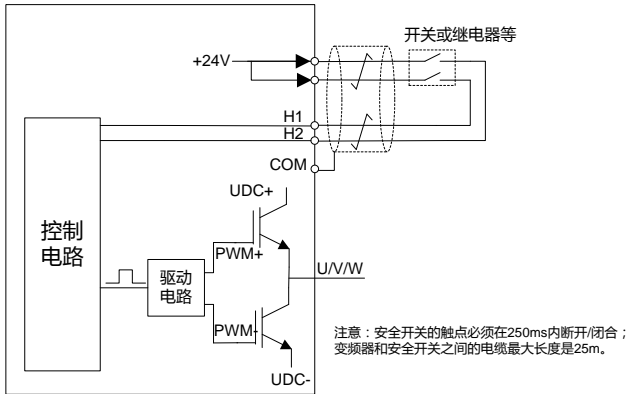 开关或继电器等
+24V
H1
H2
COM
UDC+
控制
电路
PWM+
驱动
电路
U/V/W
PWM-
UDC-
注意：安全开关的触点必须在250ms内断开/闭合；
变频器和安全开关之间的电缆最大长度是25m。